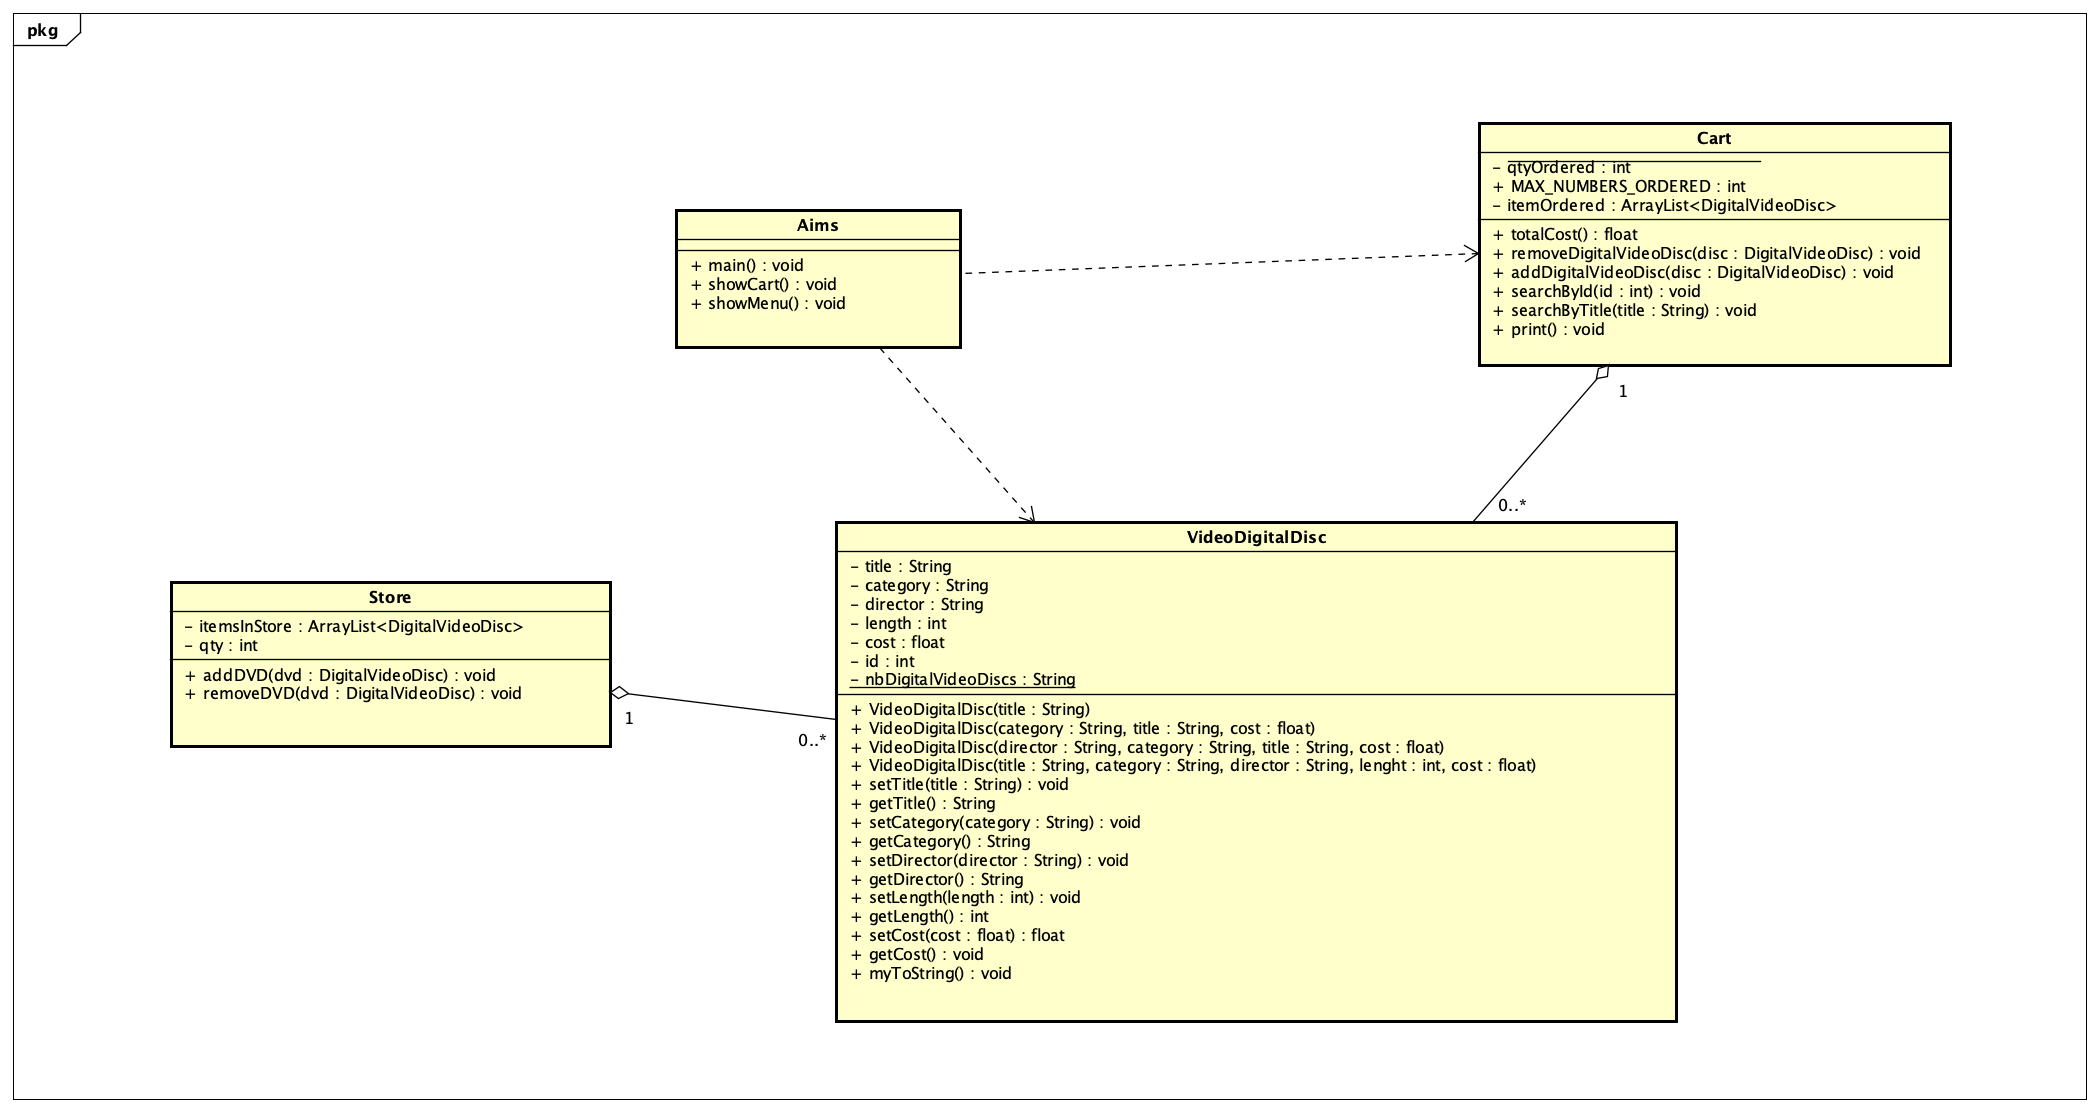 pkg
Cart
- qtyOrdered : int
+ MAX_NUMBERS_ORDERED : int
- itemOrdered : ArrayList<DigitalVideoDisc>
+ totalCost() : float
+ removeDigitalVideoDisc(disc : DigitalVideoDisc) : void
+ addDigitalVideoDisc(disc : DigitalVideoDisc) : void
+ searchById(id : int) : void
+ searchByTitle(title : String) : void
+ print() : void
Aims
+ main() : void
+ showCart() : void
+ showMenu() : void
1
0..*
VideoDigitalDisc
- title : String
- category : String
- director : String
- length : int
- cost : float
- id : int
- nbDigitalVideoDiscs : String
+ VideoDigitalDisc(title : String)
+ VideoDigitalDisc(category : String, title : String, cost : float)
+ VideoDigitalDisc(director : String, category : String, title : String, cost : float)
+ VideoDigitalDisc(title : String, category : String, director : String, lenght : int, cost : float)
+ setTitle(title : String) : void
+ getTitle() : String
+ setCategory(category : String) : void
+ getCategory() : String
+ setDirector(director : String) : void
+ getDirector() : String
+ setLength(length : int) : void
+ getLength() : int
+ setCost(cost : float) : float
+ getCost() : void
+ myToString() : void
Store
- itemsInStore : ArrayList<DigitalVideoDisc>
- qty : int
+ addDVD(dvd : DigitalVideoDisc) : void
+ removeDVD(dvd : DigitalVideoDisc) : void
1
0..*